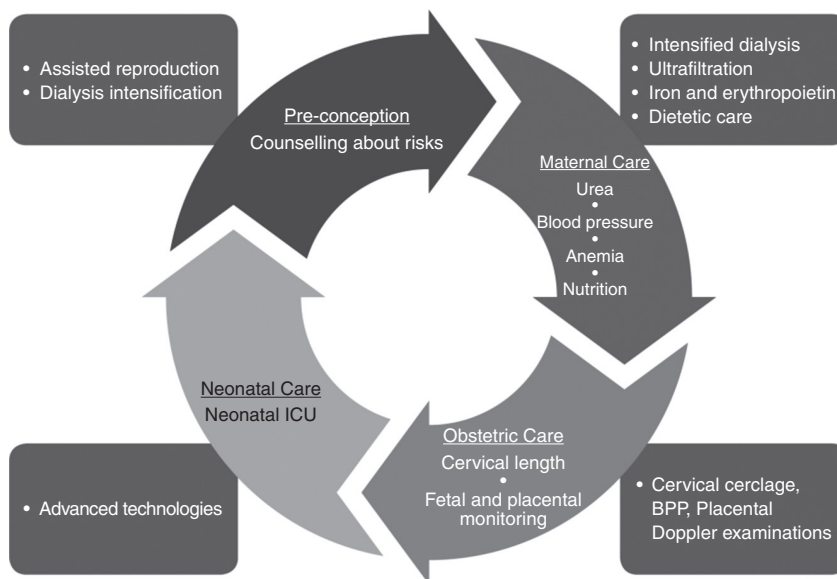 • Assisted reproduction
• Dialysis intensification
Pre-conception
Counselling about risks
• Intensified dialysis
• Ultrafiltration
• Iron and erythropoietin
• Dietetic care
Maternal Care
Urea
•
Blood pressure
•
Anemia
•
Nutrition
Obstetric Care
Cervical length
•
Fetal and placental
monitoring
• Cervical cerclage,
BPP, Placental
Doppler examinations
Neonatal Care
Neonatal ICU
• Advanced technologies